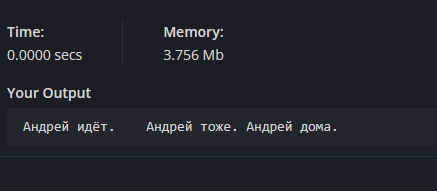 Time: Memory:
0.0000 secs 3.756 Mb
Your Output
Андрей идёт.    Андрей тоже. Андрей дома.